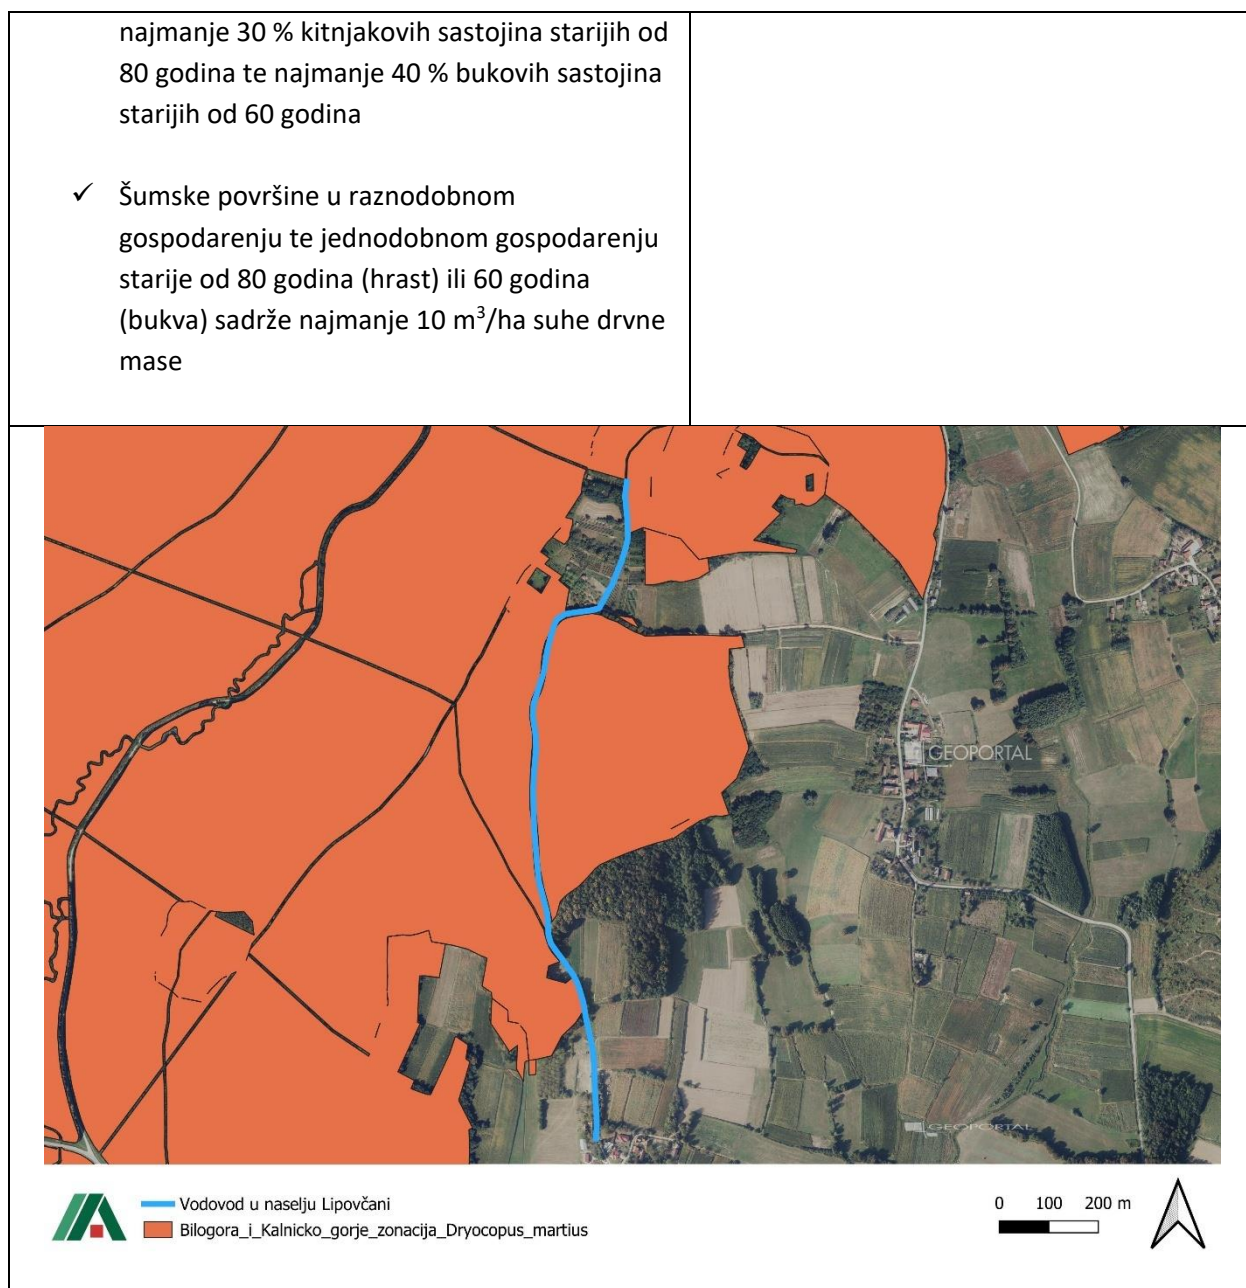 najmanje 30 % kitnjakovih sastojina starijih od
80 godina te najmanje 40 % bukovih sastojina
starijih od 60 godina
✓ Šumske površine u raznodobnom
gospodarenju te jednodobnom gospodarenju
starije od 80 godina (hrast) ili 60 godina
(bukva) sadrže najmanje 10 m³/ha suhe drvne
mase
GEOPORTAL
GEOPORTAL
Vodovod u naselju Lipovčani
Bilogora_i_Kalnicko_gorje_zonacija_Dryocopus_martius
0 100 200 m